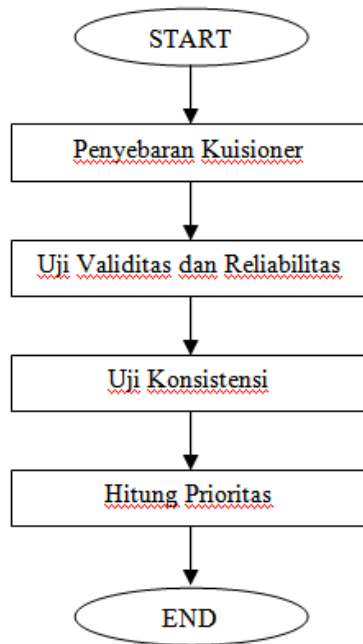 START
Penyebaran Kuisioner
Uji Validitas dan Reliabilitas
Uji Konsistensi
Hitung Prioritas
END